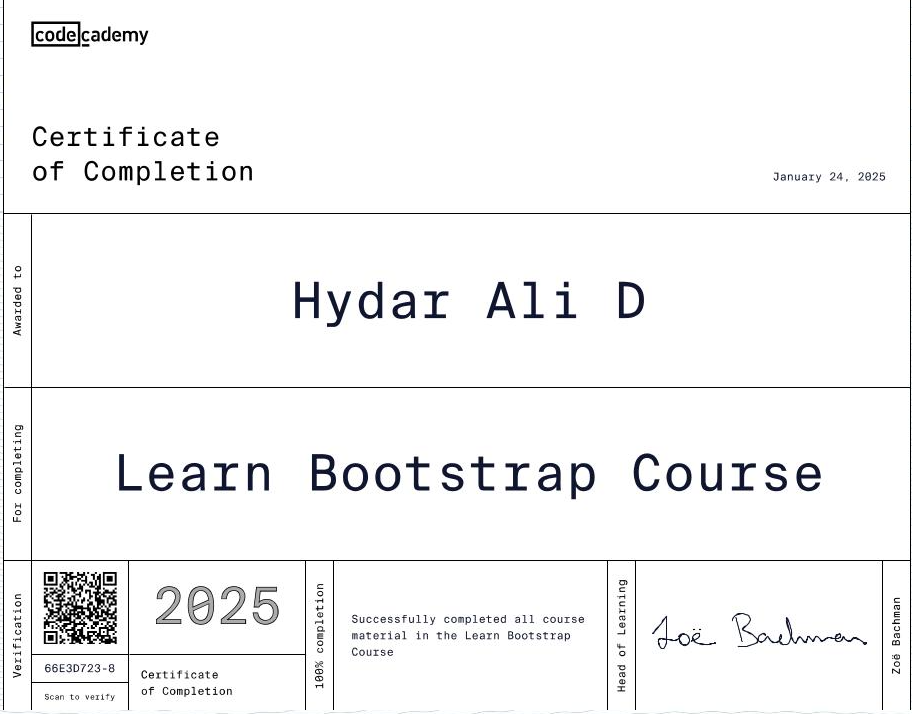 codecademy
Certificate
of Completion
January 24, 2025
Awarded to
Hydar Ali D
For completing
Learn Bootstrap Course
Verification
66E3D723-8
Scan to verify
2025
Certificate
of Completion
100% completion
Successfully completed all course
material in the Learn Bootstrap
Course
Head of Learning
Zoë Bachman
Zoë Bachman